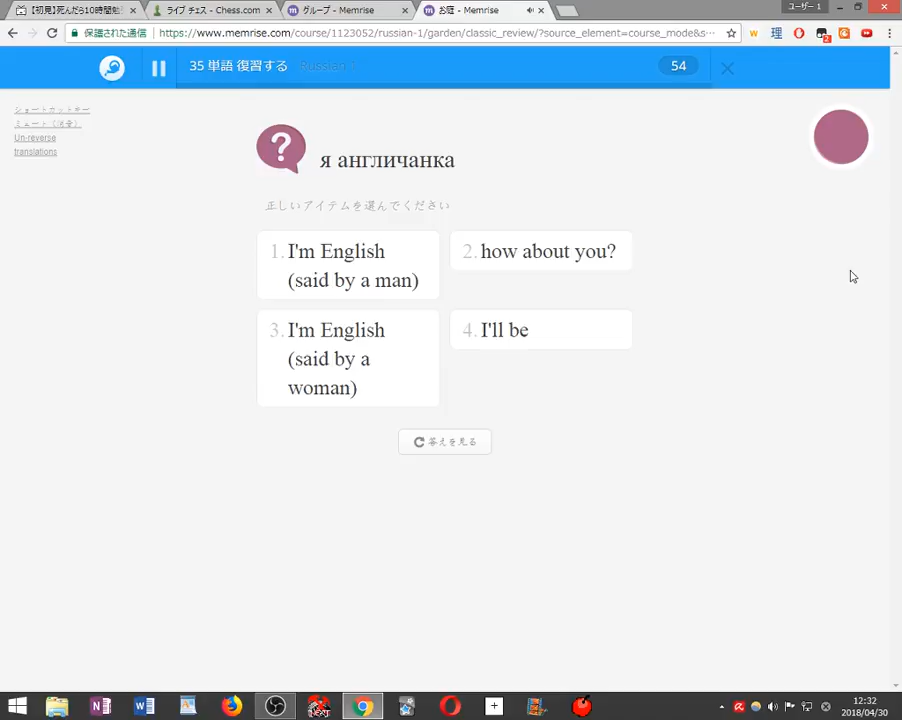 【初見】死んだら10時間勉強
ライブ チェス - Chess.com
グループ - Memrise
お庭 - Memrise
ユーザー 1
保護された通信
https://www.memrise.com/course/1123052/russian-1/garden/classic_review/?source_element=course_mode&s…
35 単語 復習する Russian 1
54
ショートカットキー
ミュート（消音）
Un-reverse
translations
?
я англичанка
正しいアイテムを選んでください
1. I'm English
(said by a man)
2. how about you?
3. I'm English
(said by a
woman)
4. I'll be
答えを見る
12:32
2018/04/30